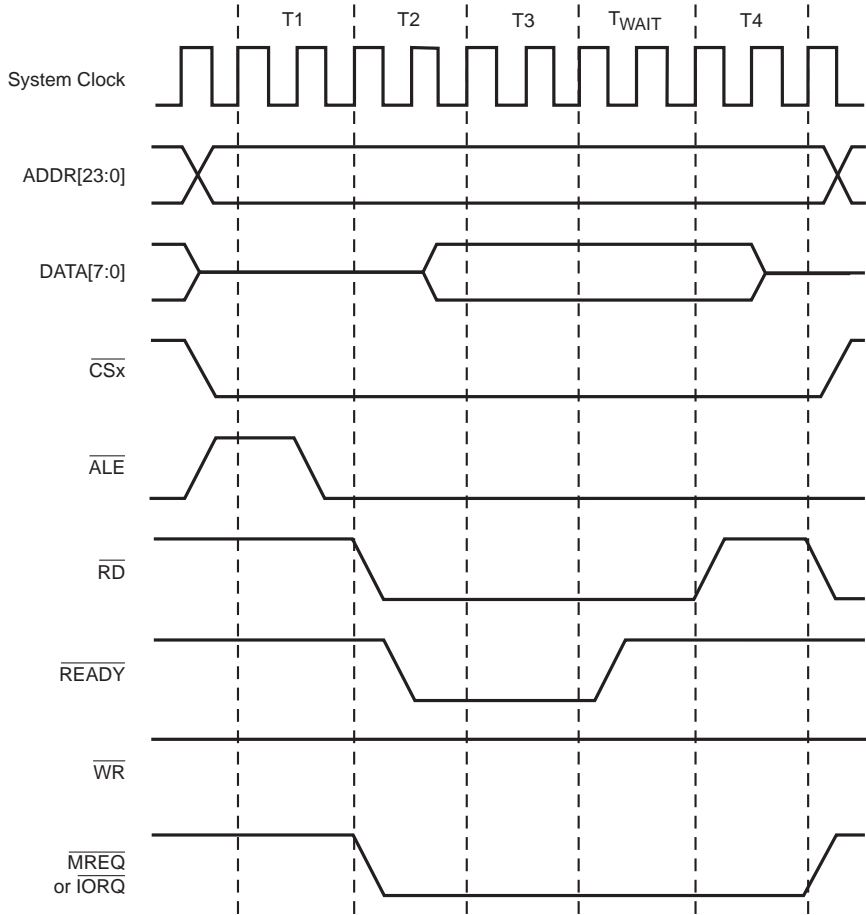 T1 T2 T3 TWAIT T4
System Clock
ADDR[23:0]
DATA[7:0]
CSx
ALE
RD
READY
WR
MREQ
or IORQ